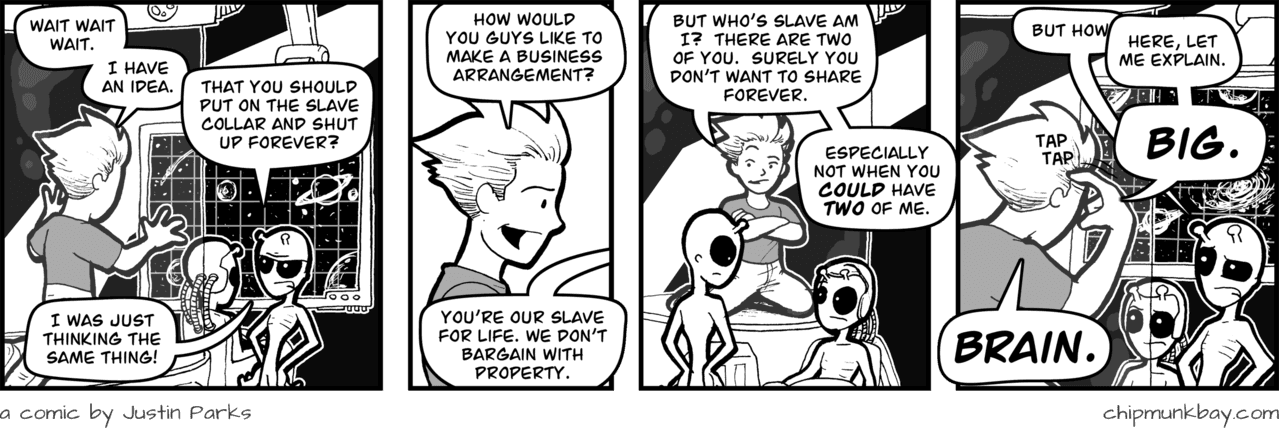 WAIT WAIT
WAIT.
I HAVE
AN IDEA.
THAT YOU SHOULD
PUT ON THE SLAVE
COLLAR AND SHUT
UP FOREVER?
I WAS JUST
THINKING THE
SAME THING!
HOW WOULD
YOU GUYS LIKE TO
MAKE A BUSINESS
ARRANGEMENT?
YOU'RE OUR SLAVE
FOR LIFE. WE DON'T
BARGAIN WITH
PROPERTY.
BUT WHO'S SLAVE AM
I? THERE ARE TWO
OF YOU. SURELY YOU
DON'T WANT TO SHARE
FOREVER.
ESPECIALLY
NOT WHEN YOU
COULD HAVE
TWO OF ME.
BUT HOW
HERE, LET
ME EXPLAIN.
TAP
TAP
BIG.
BRAIN.
a comic by Justin Parks
chipmunkbay.com